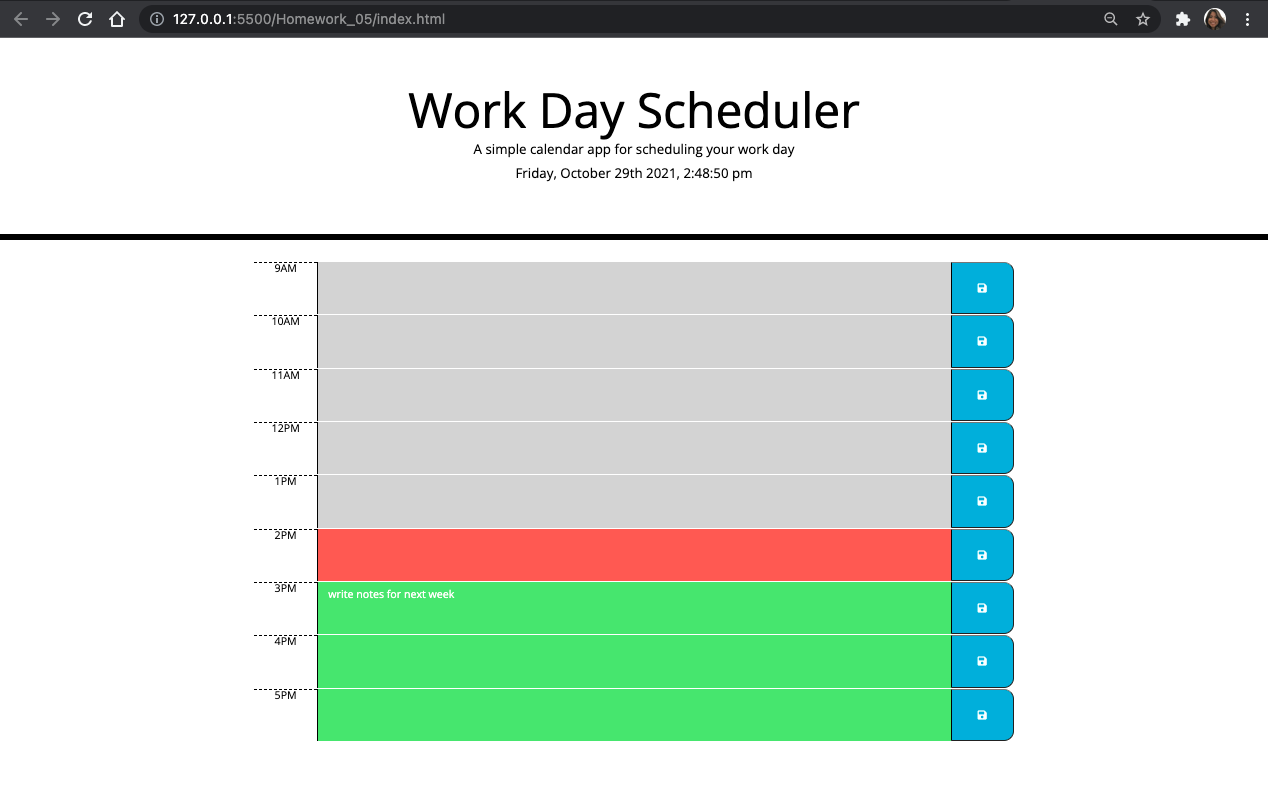 127.0.0.1:5500/Homework_05/index.html
Work Day Scheduler
A simple calendar app for scheduling your work day
Friday, October 29th 2021, 2:48:50 pm
9AM
10AM
11AM
12PM
1PM
2PM
3PM write notes for next week
4PM
5PM